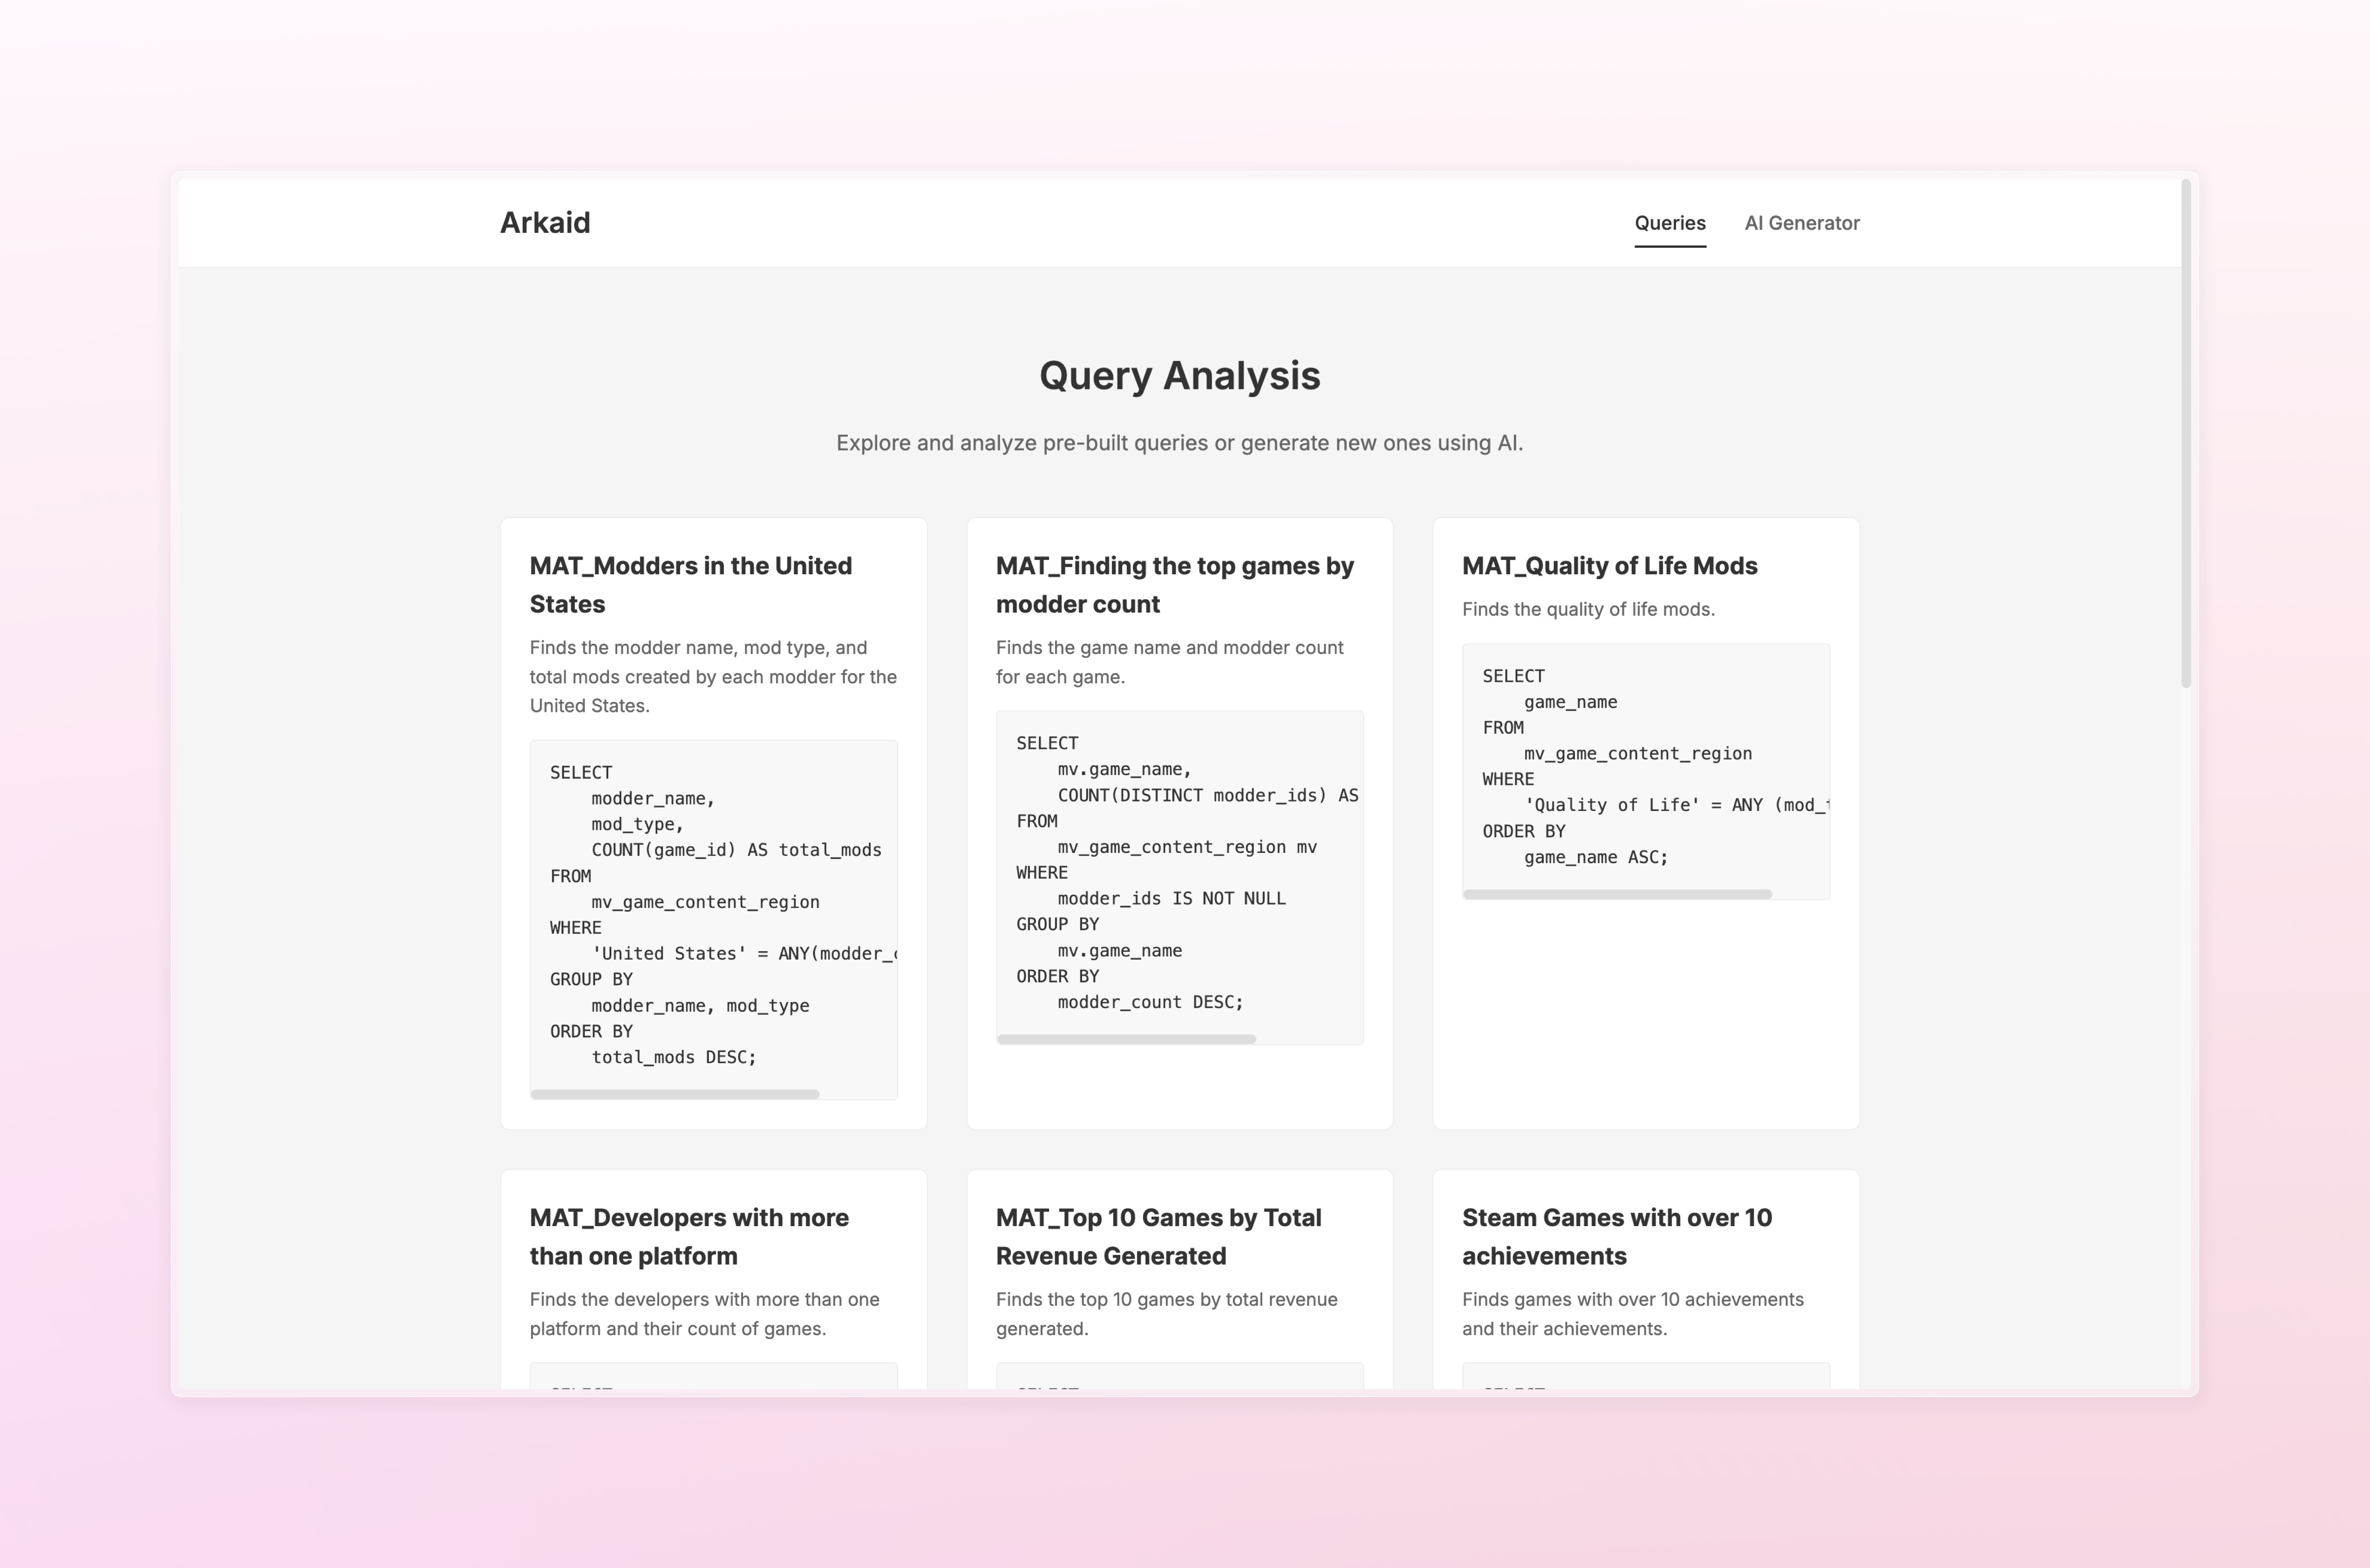 Arkaid
Queries
AI Generator
Query Analysis
Explore and analyze pre-built queries or generate new ones using AI.
MAT_Modders in the United
States
Finds the modder name, mod type, and
total mods created by each modder for the
United States.
SELECT
    modder_name,
    mod_type,
    COUNT(game_id) AS total_mods
FROM
    mv_game_content_region
WHERE
    'United States' = ANY(modder_
GROUP BY
    modder_name, mod_type
ORDER BY
    total_mods DESC;
MAT_Finding the top games by
modder count
Finds the game name and modder count
for each game.
SELECT
    mv.game_name,
    COUNT(DISTINCT modder_ids) AS
FROM
    mv_game_content_region mv
WHERE
    modder_ids IS NOT NULL
GROUP BY
    mv.game_name
ORDER BY
    modder_count DESC;
MAT_Quality of Life Mods
Finds the quality of life mods.
SELECT
    game_name
FROM
    mv_game_content_region
WHERE
    'Quality of Life' = ANY (mod_
ORDER BY
    game_name ASC;
MAT_Developers with more
than one platform
Finds the developers with more than one
platform and their count of games.
MAT_Top 10 Games by Total
Revenue Generated
Finds the top 10 games by total revenue
generated.
Steam Games with over 10
achievements
Finds games with over 10 achievements
and their achievements.